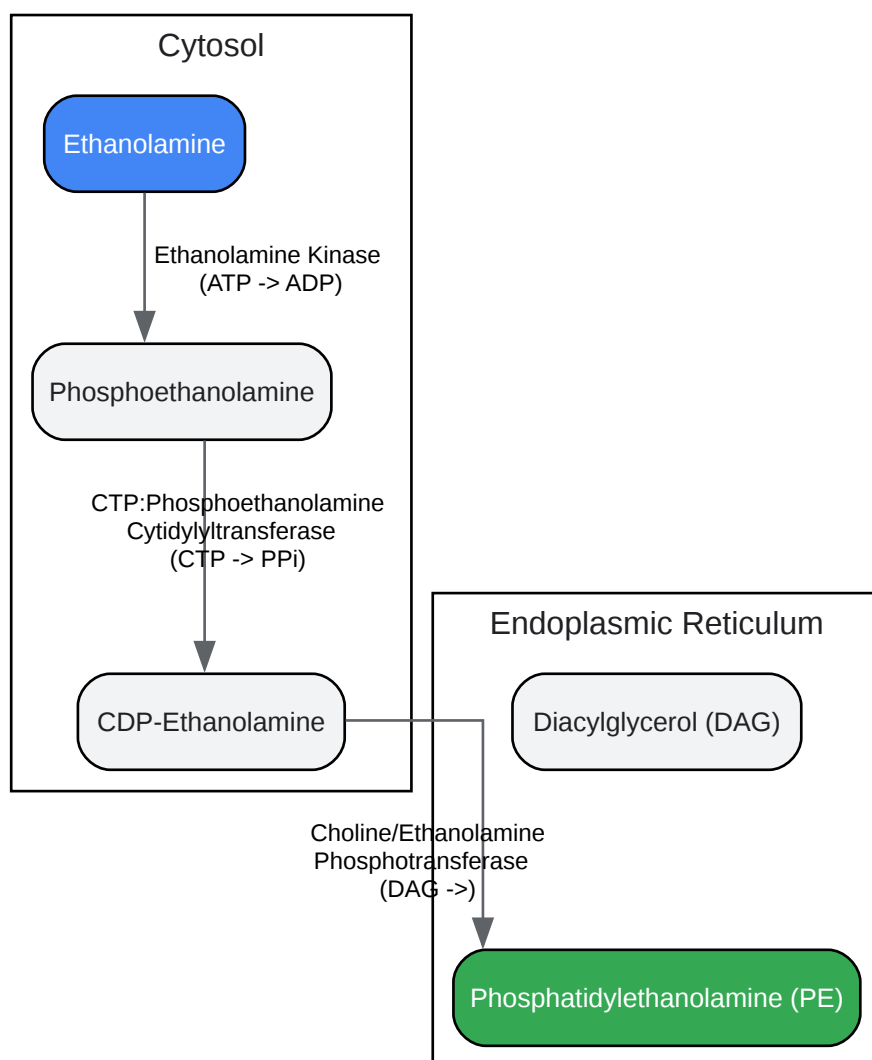 Cytosol
Ethanolamine
Ethanolamine Kinase
(ATP -> ADP)
Phosphoethanolamine
CTP:Phosphoethanolamine
Cytidylyltransferase
(CTP -> PPi)
CDP-Ethanolamine
Endoplasmic Reticulum
Diacylglycerol (DAG)
Choline/Ethanolamine
Phosphotransferase
(DAG ->)
Phosphatidylethanolamine (PE)